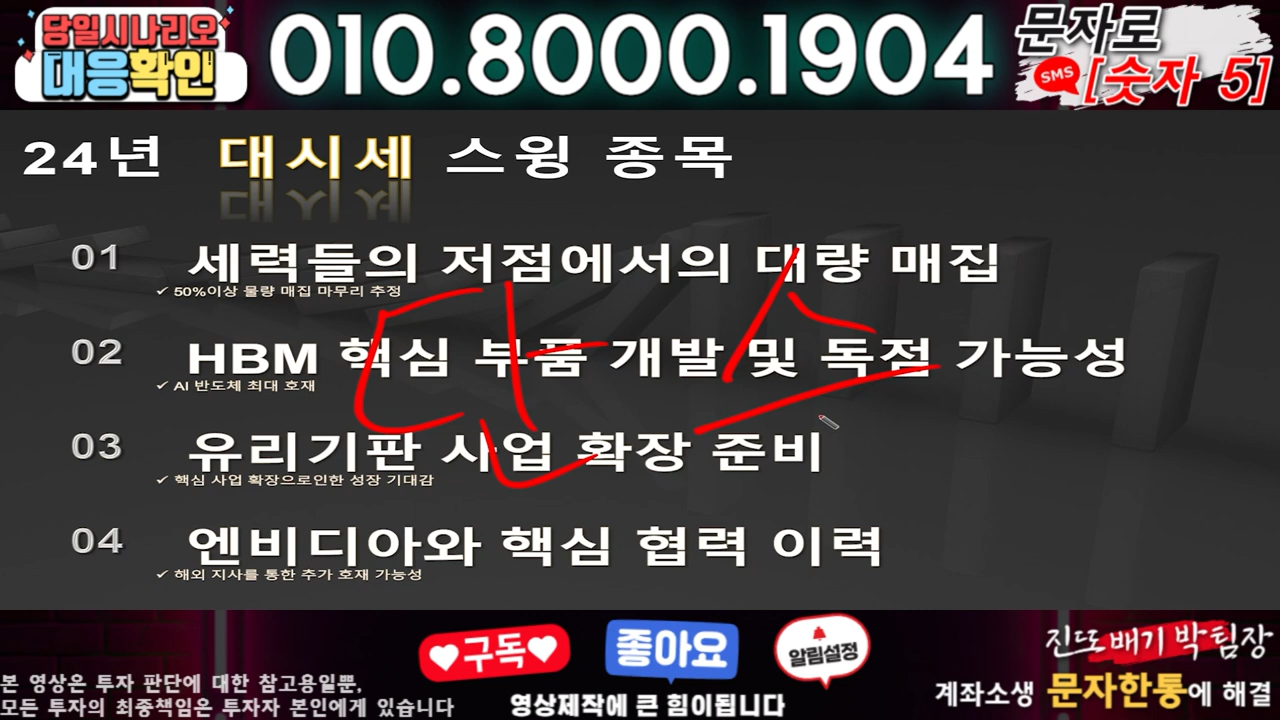 당일시나리오
대응확인
010.8000.1904
문자로
SMS
[숫자 5]
24년 대시세 스윙 종목
01 세력들의 저점에서의 대량 매집
✓ 50%이상 물량 매집 마무리 추정
02 HBM 핵심 부품 개발 및 독점 가능성
✓ AI 반도체 최대 호재
단스
03 유리기판 사업 확장 준비
✓ 핵심 사업 확장으로인한 성장 기대감
04 엔비디아와 핵심 협력 이력
✓ 해외 지사를 통한 추가 호재 가능성
구독
좋아요
알림설정
영상제작에 큰 힘이됩니다
본 영상은 투자 판단에 대한 참고용일뿐,
모든 투자의 최종책임은 투자자 본인에게 있습니다
진또배기 박팀장
계좌소생 문자한통에 해결